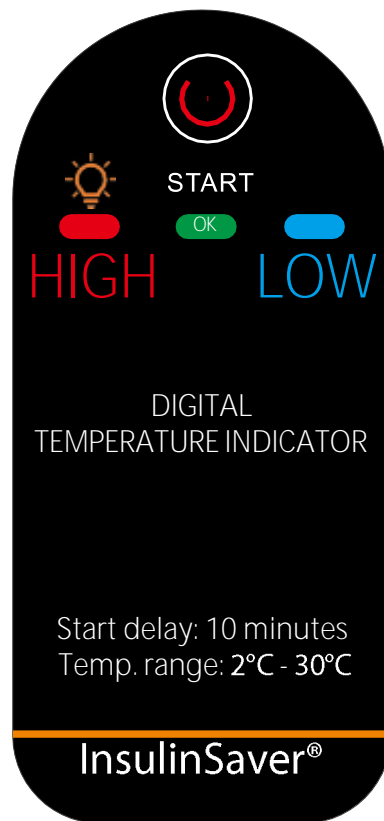 START
OK
HIGH LOW
DIGITAL
TEMPERATURE INDICATOR
Start delay: 10 minutes
Temp. range: 2°C - 30°C
InsulinSaver®